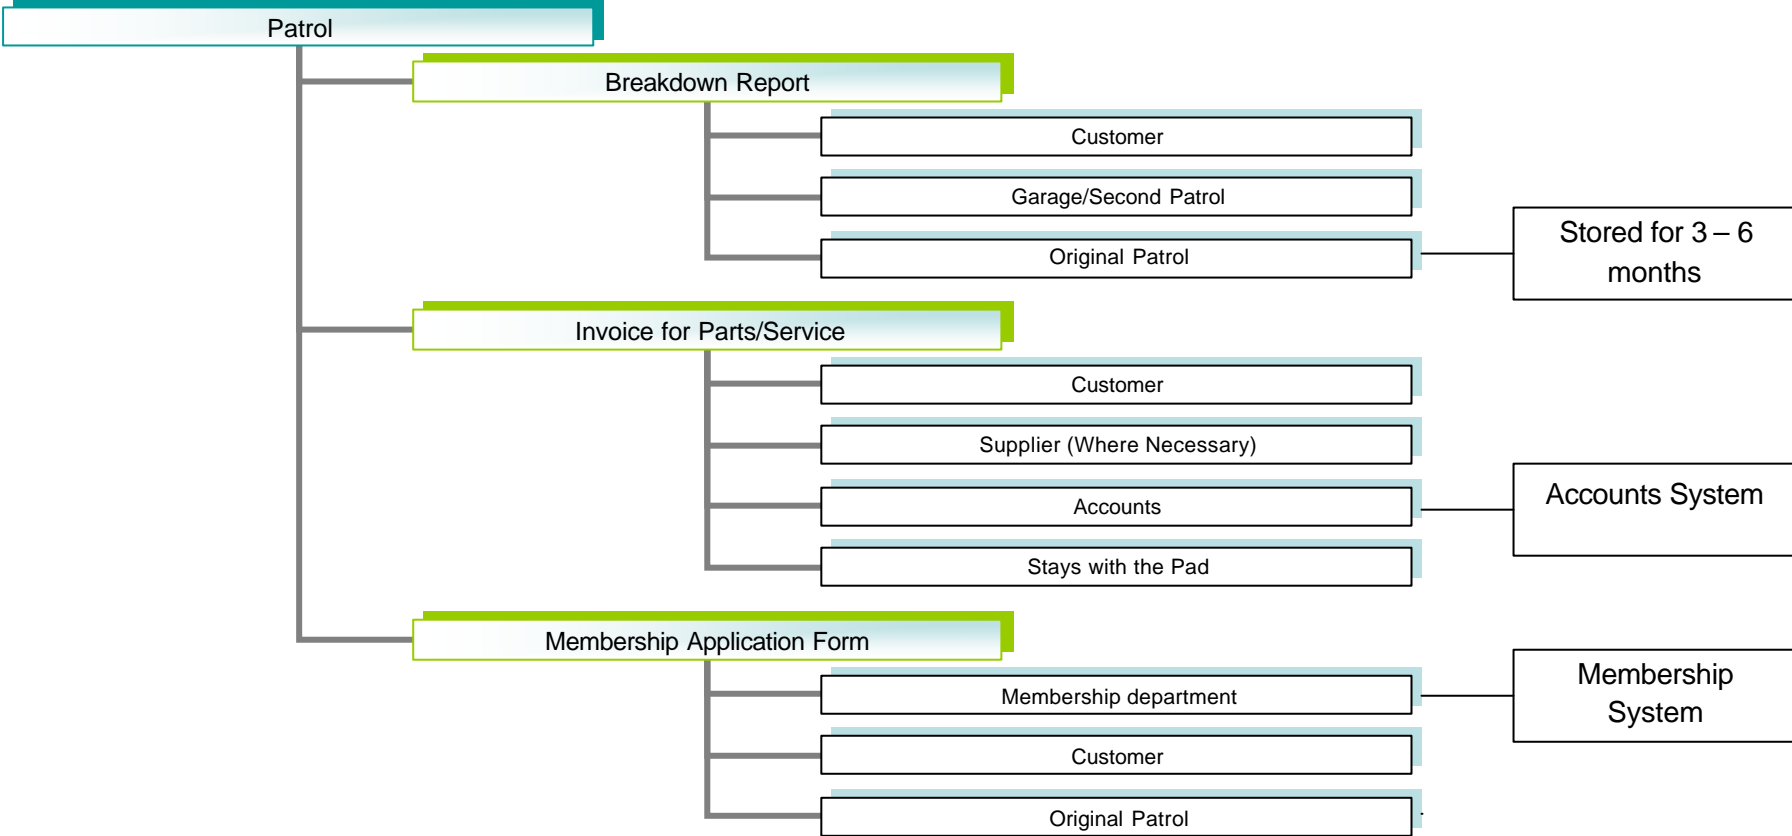 Patrol
Breakdown Report
Customer
Garage/Second Patrol
Original Patrol
Stored for 3 – 6
months
Invoice for Parts/Service
Customer
Supplier (Where Necessary)
Accounts
Accounts System
Stays with the Pad
Membership Application Form
Membership department
Membership
System
Customer
Original Patrol